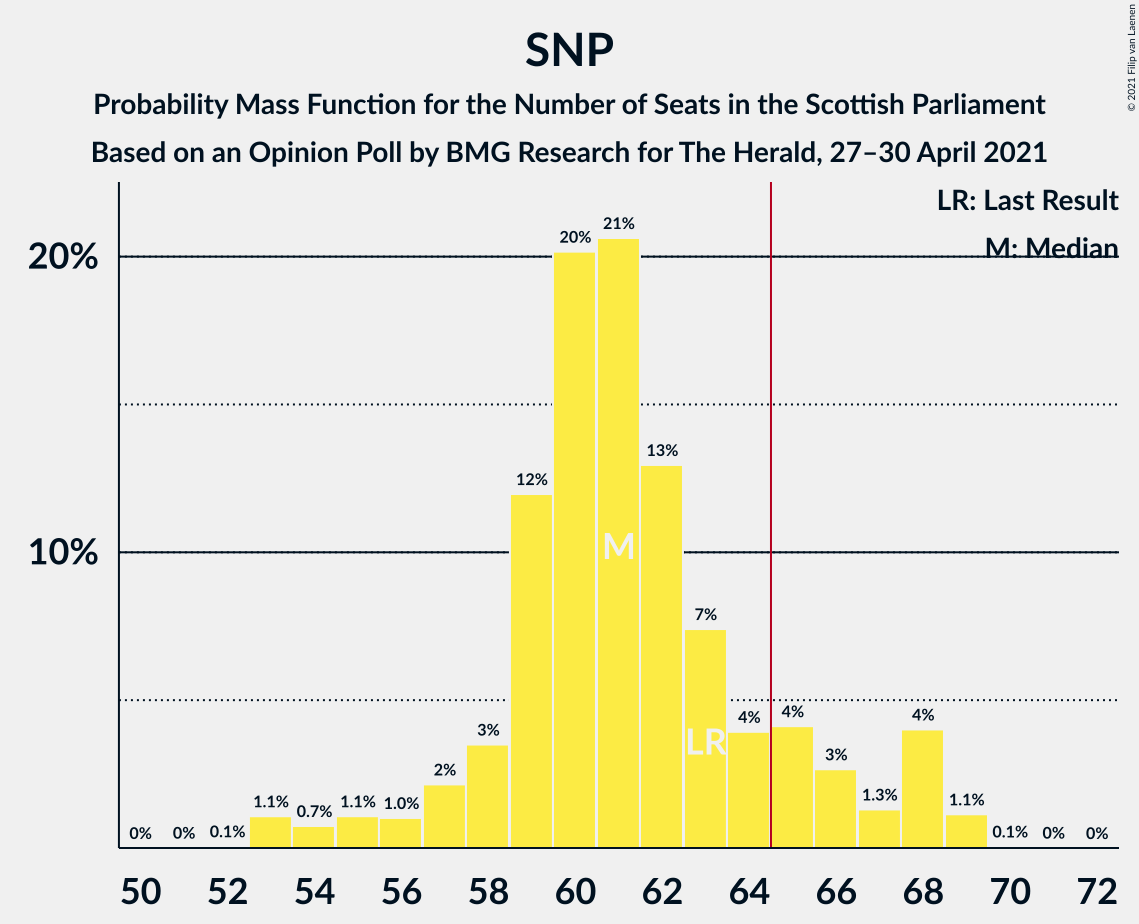 SNP
Probability Mass Function for the Number of Seats in the Scottish Parliament
Based on an Opinion Poll by BMG Research for The Herald, 27–30 April 2021
© 2021 Filip van Laenen
LR: Last Result
M: Median
20%
10%
0%
0%
0.1%
1.1%
0.7%
1.1%
1.0%
2%
3%
12%
20%
21%
13%
7%
4%
4%
3%
1.3%
4%
1.1%
0.1%
0%
0%
M
LR
50 52 54 56 58 60 62 64 66 68 70 72